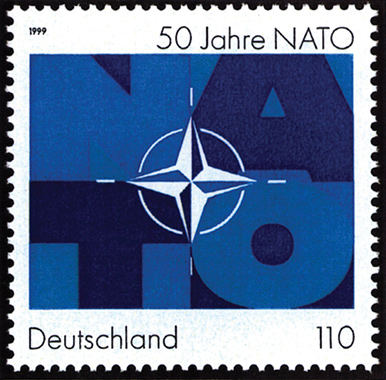 1999
50 Jahre NATO
NA
TO
Deutschland
110